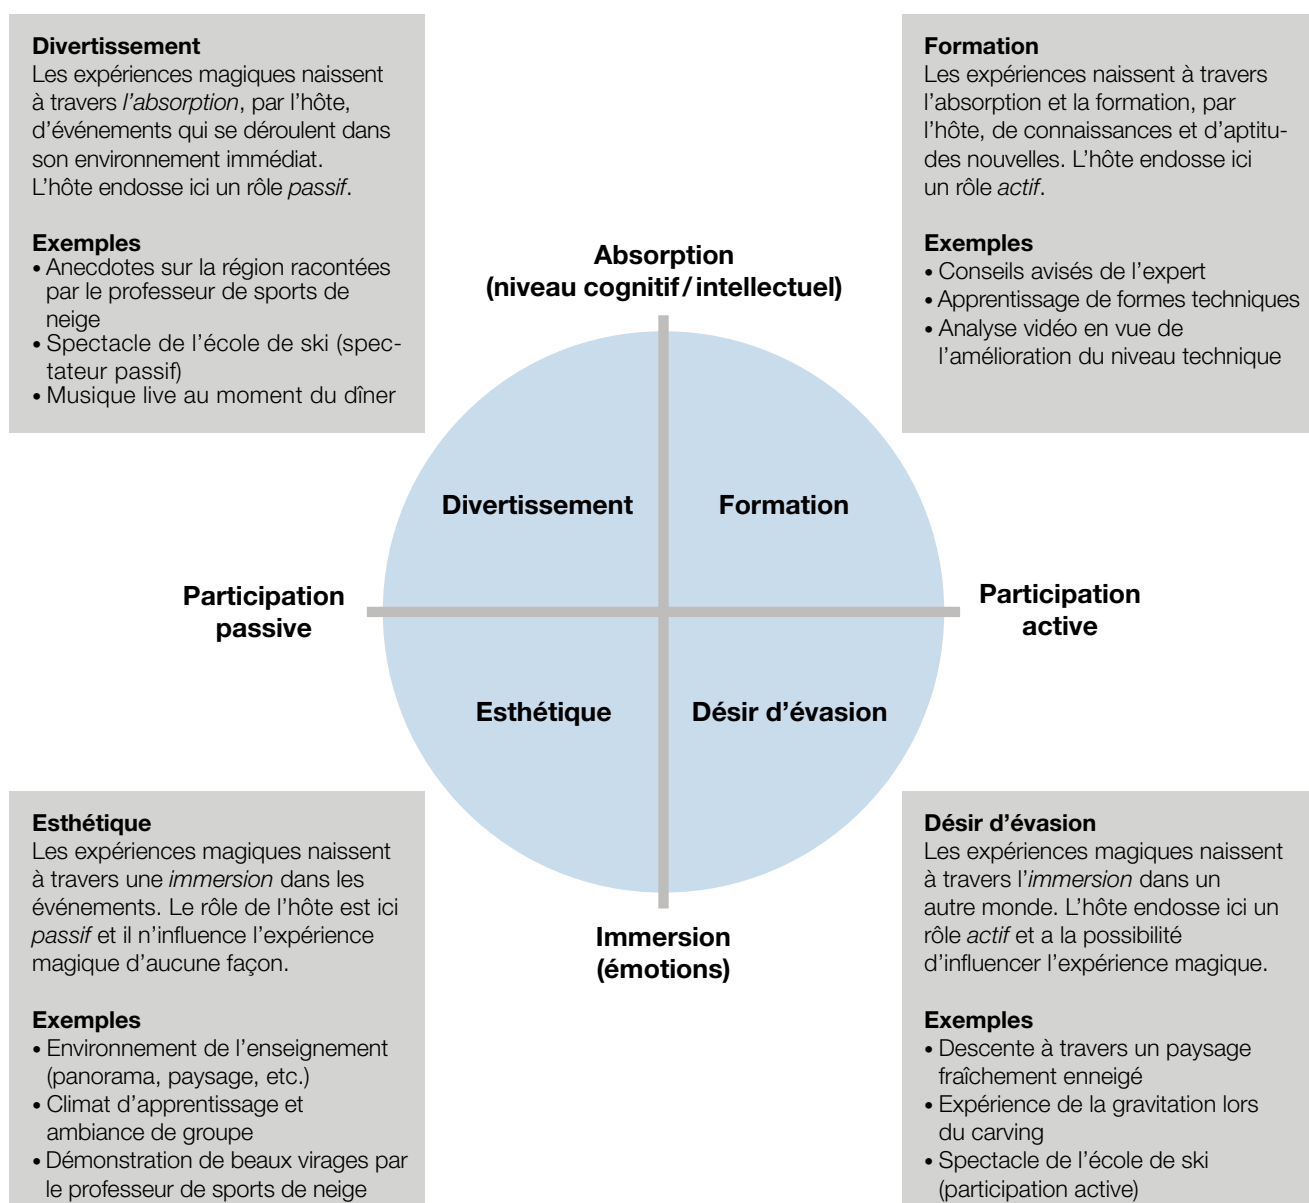 Divertissement
Les expériences magiques naissent
à travers l’absorption, par l’hôte,
d’événements qui se déroulent dans
son environnement immédiat.
L’hôte endosse ici un rôle passif.
Exemples
• Anecdotes sur la région racontées
par le professeur de sports de
neige
• Spectacle de l’école de ski (spec-
tateur passif)
• Musique live au moment du dîner
Formation
Les expériences naissent à travers
l’absorption et la formation, par
l’hôte, de connaissances et d’aptitu-
des nouvelles. L’hôte endosse ici
un rôle actif.
Exemples
• Conseils avisés de l’expert
• Apprentissage de formes techniques
• Analyse vidéo en vue de
l’amélioration du niveau technique
Absorption
(niveau cognitif / intellectuel)
Divertissement
Formation
Participation
passive
Participation
active
Esthétique
Désir d’évasion
Immersion
(émotions)
Esthétique
Les expériences magiques naissent
à travers une immersion dans les
événements. Le rôle de l’hôte est ici
passif et il n’influence l’expérience
magique d’aucune façon.
Exemples
• Environnement de l’enseignement
(panorama, paysage, etc.)
• Climat d’apprentissage et
ambiance de groupe
• Démonstration de beaux virages par
le professeur de sports de neige
Désir d’évasion
Les expériences magiques naissent
à travers l’immersion dans un
autre monde. L’hôte endosse ici un
rôle actif et a la possibilité
d’influencer l’expérience magique.
Exemples
• Descente à travers un paysage
fraîchement enneigé
• Expérience de la gravitation lors
du carving
• Spectacle de l’école de ski
(participation active)